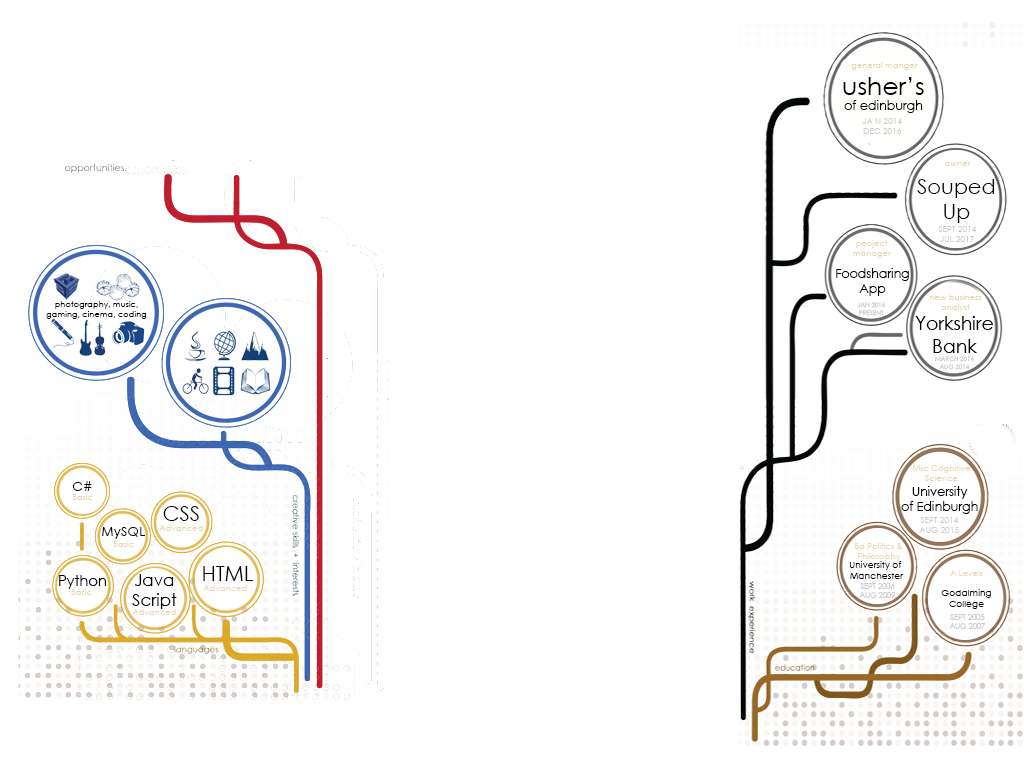 opportunities.
photography, music,
gaming, cinema, coding
C#
Basic
MySQL
Basic
CSS
Advanced
Python
Basic
Java
Script
Advanced
HTML
Advanced
languages
creative skills + interests
general manger
usher's
of edinburgh
JAN 2014
DEC 2016
owner
Souped
Up
SEPT 2014
JUL 2017
peoject
manager
Foodsharing
App
JAN 2016
PRESENT
new business
analyst
Yorkshire
Bank
MARCH 2014
AUG 2014
Msc Cognitive
Science
University
of Edinburgh
SEPT 2014
AUG 2015
Ba Politics &
Philosophy
University of
Manchester
SEPT 2006
AUG 2009
A Levels
Godalming
College
SEPT 2005
AUG 2007
work experience
education